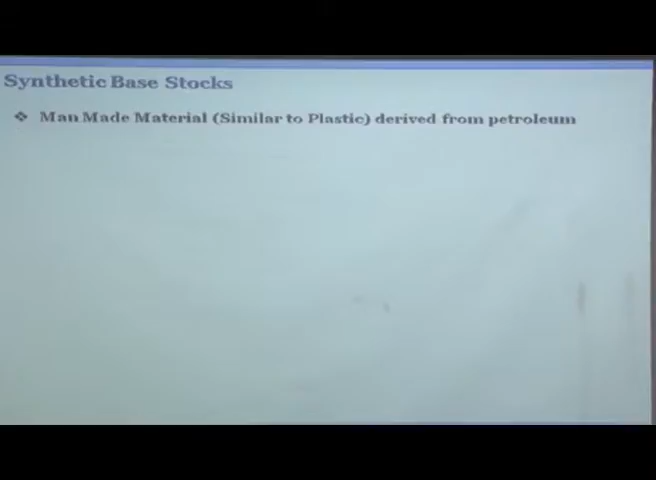 Synthetic Base Stocks
❖ Man Made Material (Similar to Plastic) derived from petroleum